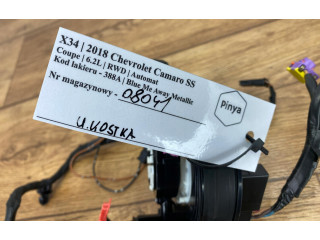 X34 | 2018 Chevrolet Camaro SS
Coupe | 6.2L | RWD | Automat
Kod lakieru - 388A | Blue Me Away Metallic
Nr magazynowy - 08041
U. KOSTKA
Pinya